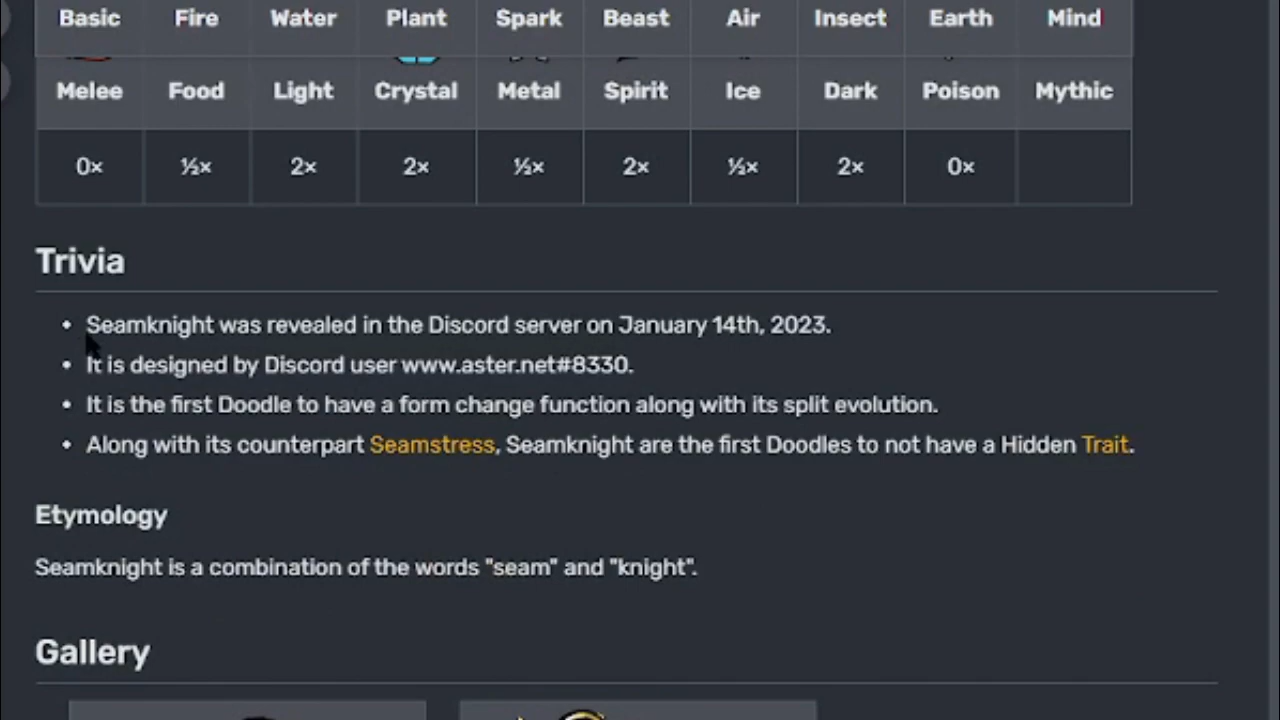 Basic Fire Water Plant Spark Beast Air Insect Earth Mind
Melee Food Light Crystal Metal Spirit Ice Dark Poison Mythic
0× ½× 2× 2× ½× 2× ½× 2× 0×
Trivia
• Seamknight was revealed in the Discord server on January 14th, 2023.
• It is designed by Discord user www.aster.net#8330.
• It is the first Doodle to have a form change function along with its split evolution.
• Along with its counterpart Seamstress, Seamknight are the first Doodles to not have a Hidden Trait.
Etymology
Seamknight is a combination of the words "seam" and "knight".
Gallery